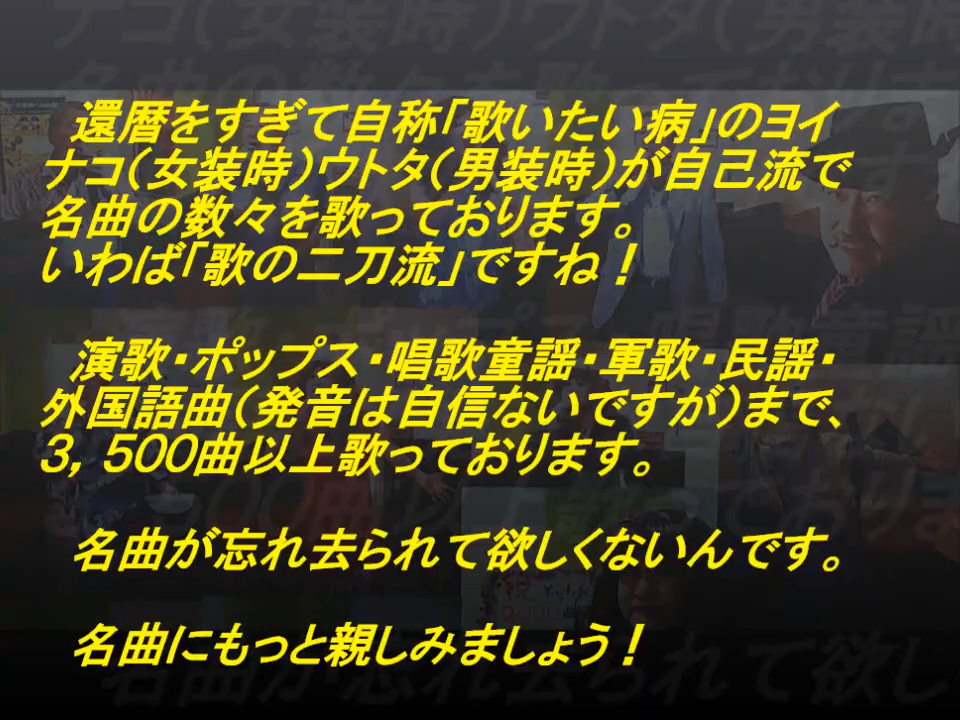 還暦をすぎて自称「歌いたい病」のヨイ
ナコ(女装時)ウトタ(男装時)が自己流で
名曲の数々を歌っております。
いわば「歌の二刀流」ですね！
演歌・ポップス・唱歌童謡・軍歌・民謡・
外国語曲(発音は自信ないですが)まで、
3，500曲以上歌っております。
名曲が忘れ去られて欲しくないんです。
名曲にもっと親しみましょう！